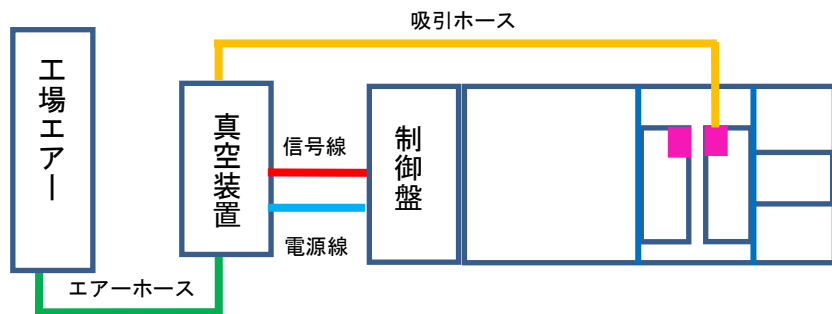 吸引ホース
工場エアー
真空装置
制御盤
信号線
電源線
エアーホース